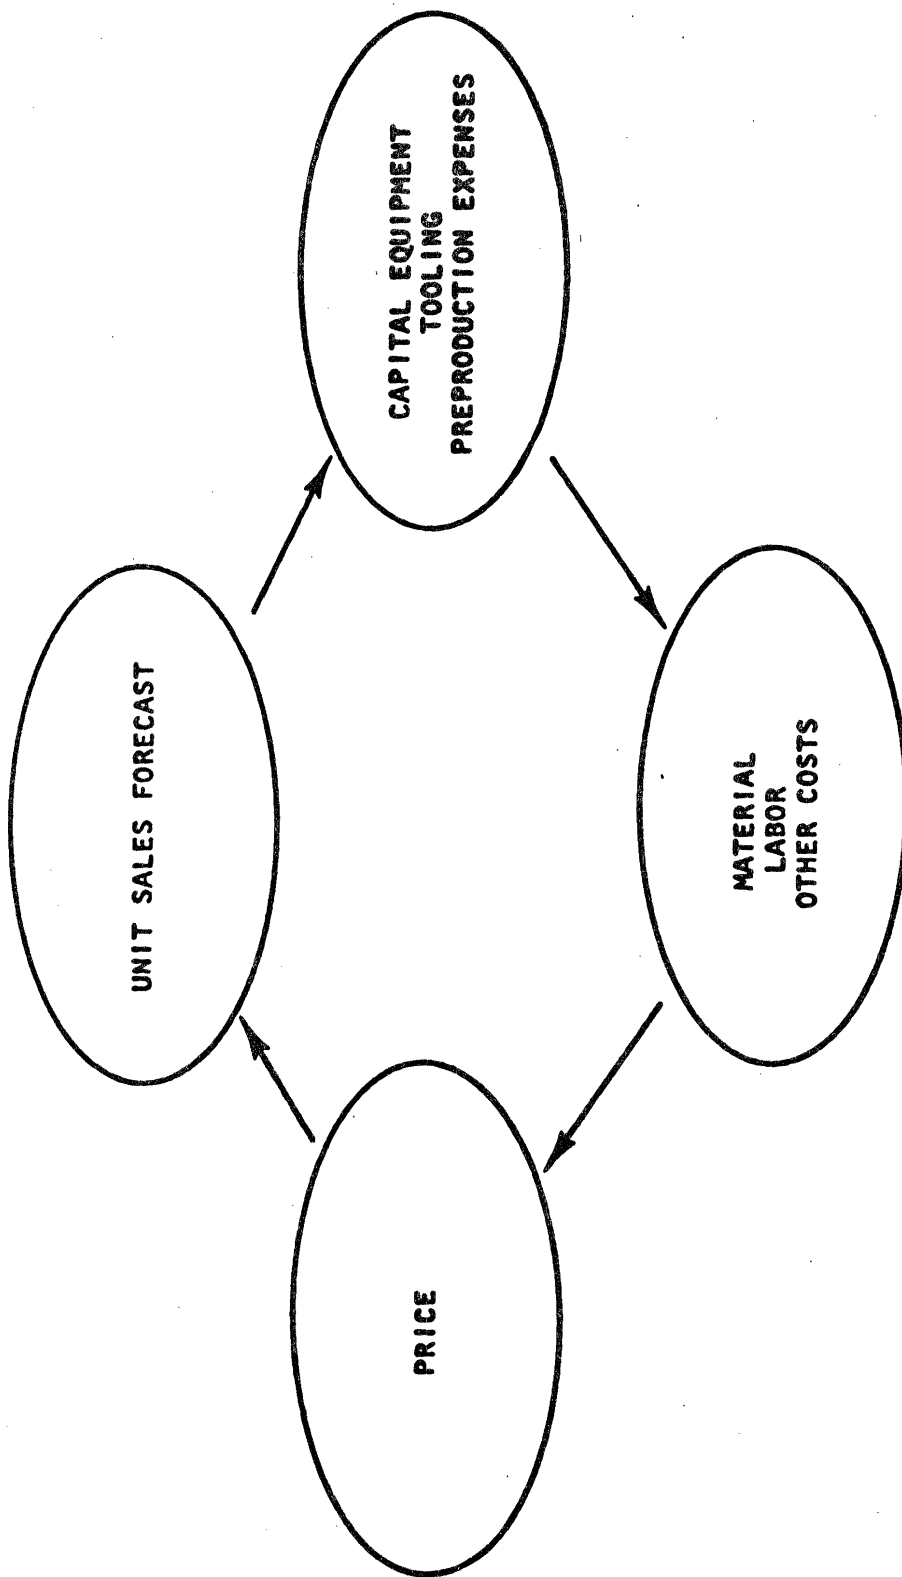 UNIT SALES FORECAST
CAPITAL EQUIPMENT
TOOLING
PREPRODUCTION EXPENSES
MATERIAL
LABOR
OTHER COSTS
PRICE